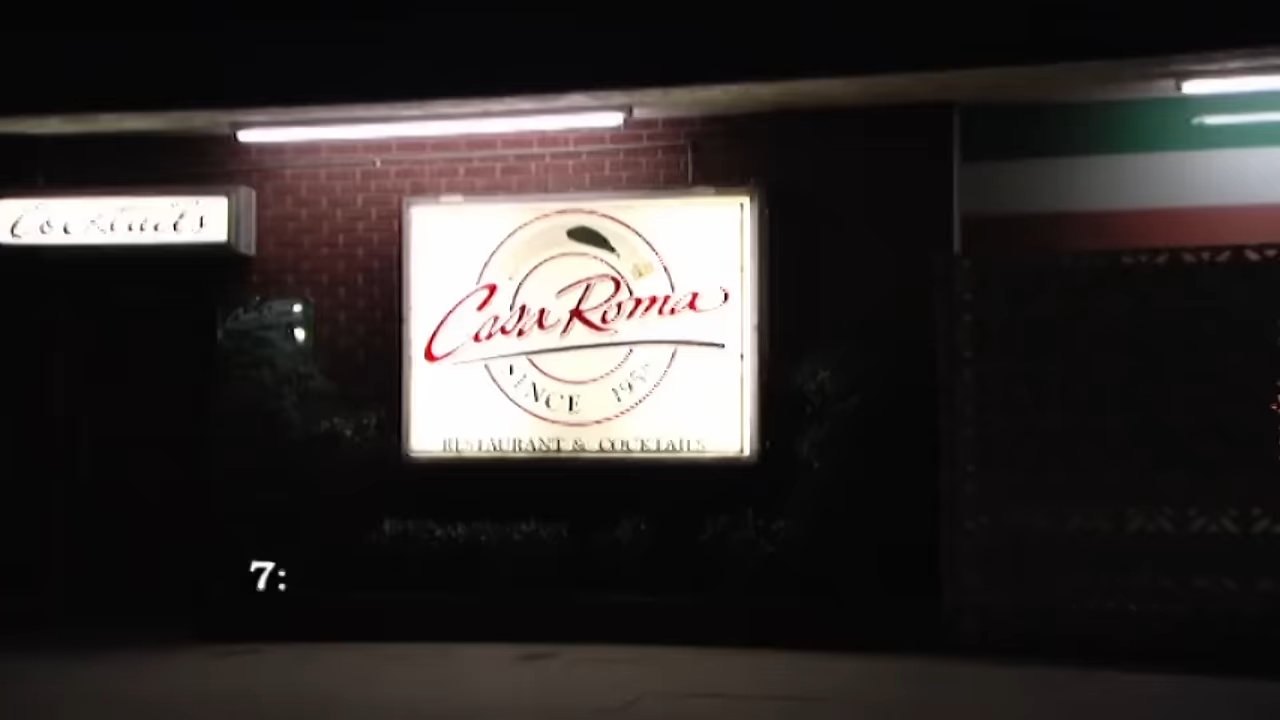 Cocktails
Casa Roma
SINCE
RESTAURANT & COCKTAILS
7: